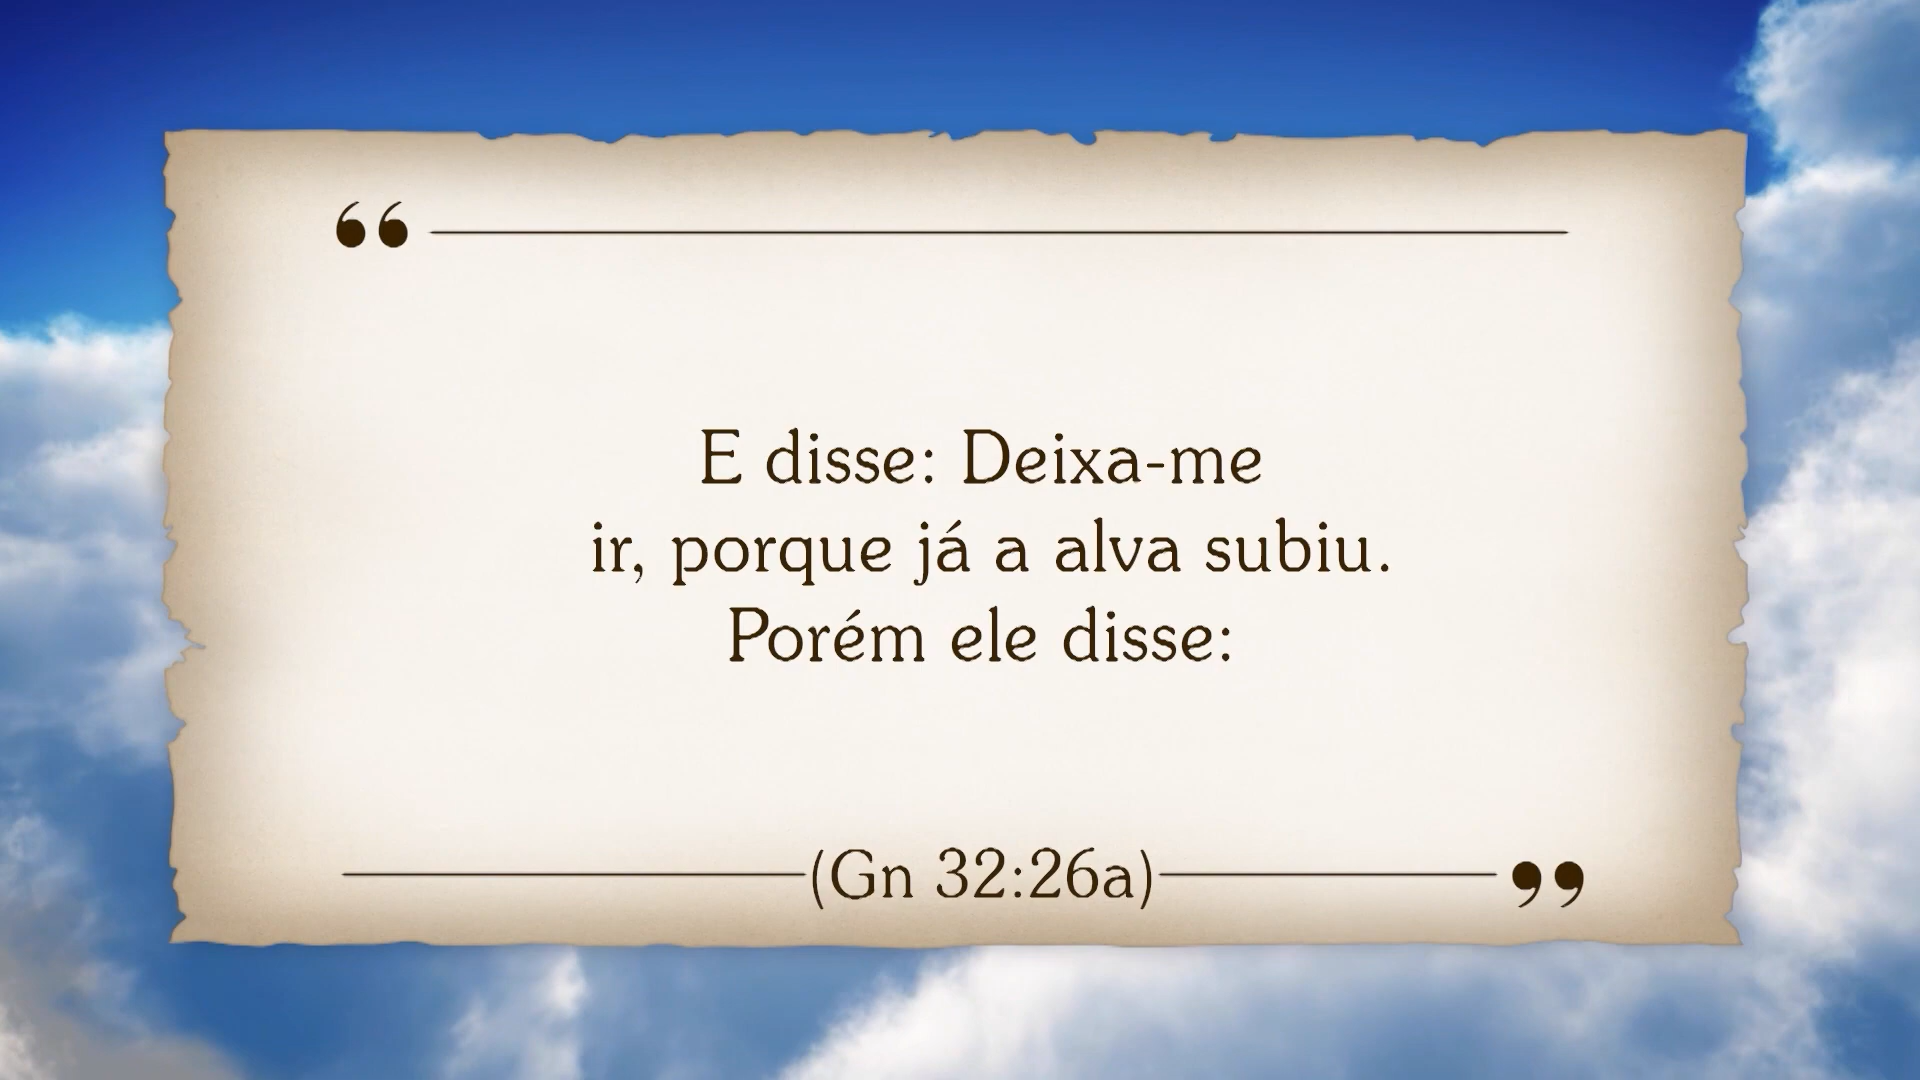 “
E disse: Deixa-me
ir, porque já a alva subiu.
Porém ele disse:
(Gn 32:26a)
”